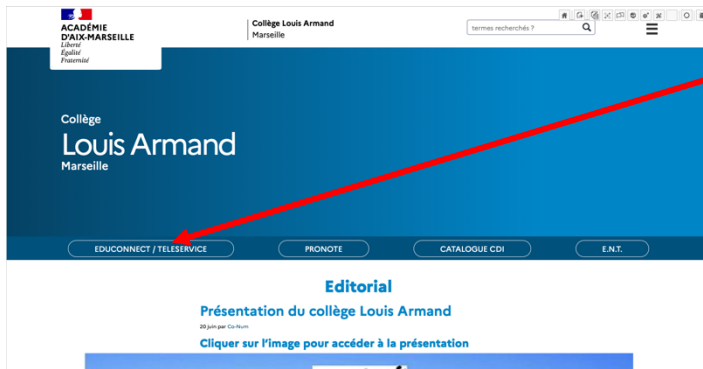 ACADÉMIE
D'AIX-MARSEILLE
Liberté
Égalité
Fraternité
Collège Louis Armand
Marseille
termes recherchés ?
Collège
Louis Armand
Marseille
EDUCONNECT / TELESERVICE
PRONOTE
CATALOGUE CDI
E.N.T.
Editorial
Présentation du collège Louis Armand
20 juin par Co-Num
Cliquer sur l'image pour accéder à la présentation